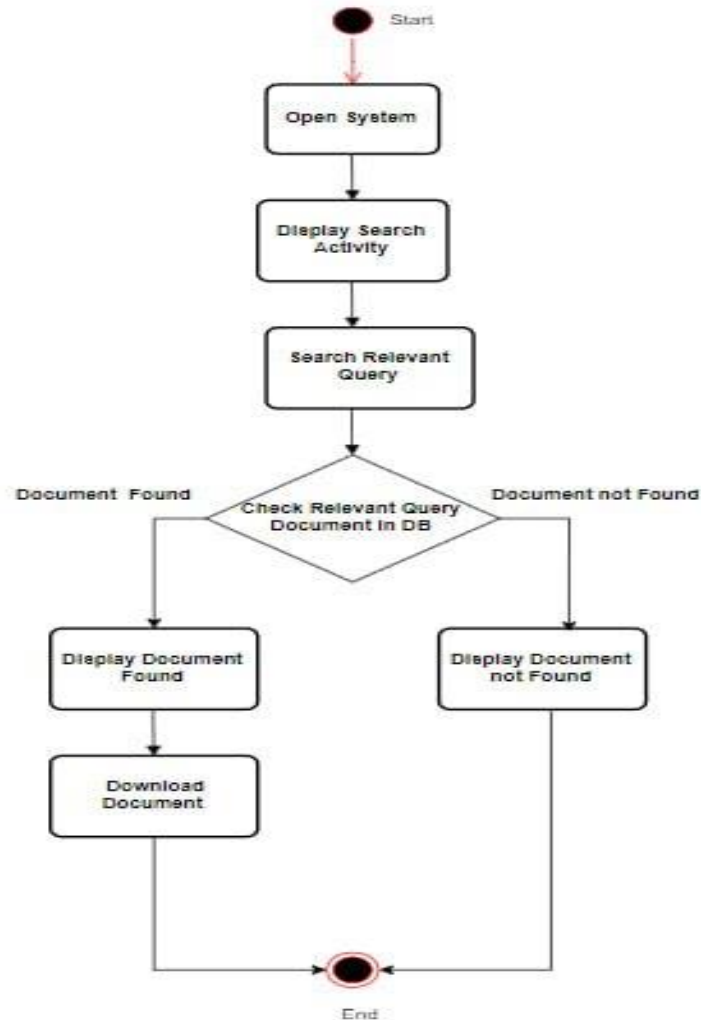 Start
Open System
Display Search
Activity
Search Relevant
Query
Document Found
Document not Found
Check Relevant Query
Document in DB
Display Document
Found
Display Document
not Found
Download
Document
End